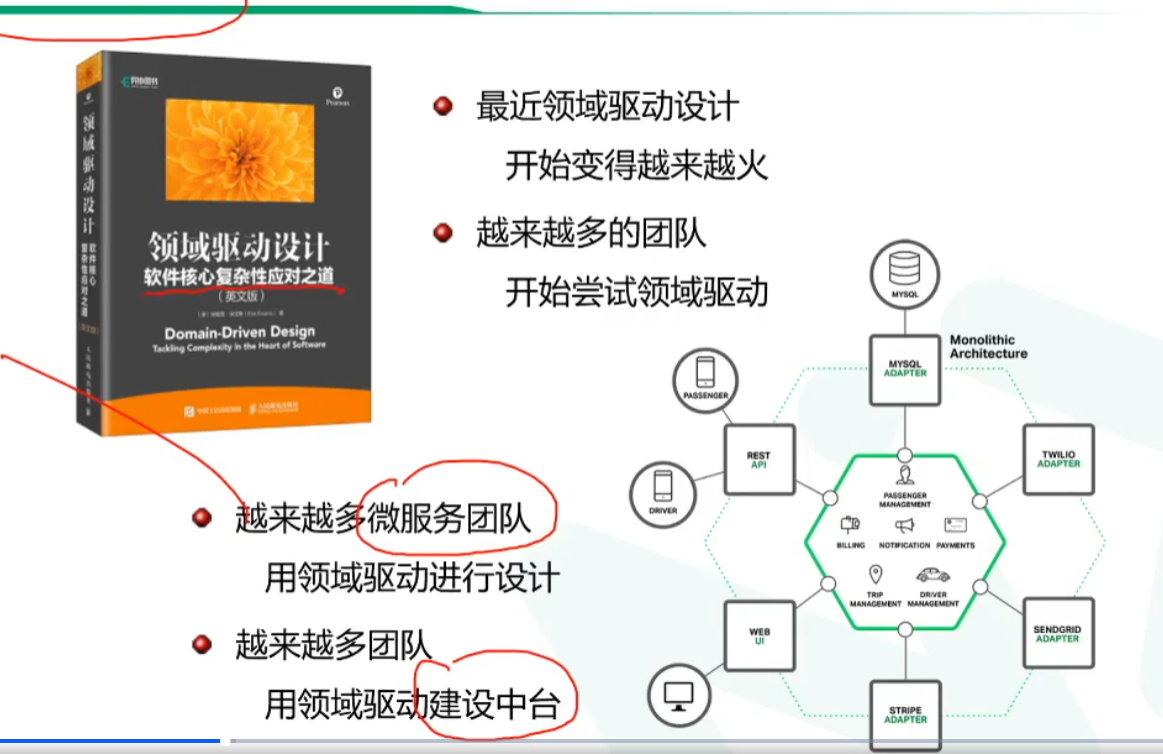 Pearson
领域驱动设计
软件核心复杂性应对之道
(英文版)
Domain-Driven Design
Tackling Complexity in the Heart of Software
领域驱动设计
软件核心
复杂性应对之道
最近领域驱动设计
开始变得越来越火
越来越多的团队
开始尝试领域驱动
越来越多微服务团队
用领域驱动进行设计
越来越多团队
用领域驱动建设中台
MYSQL
Monolithic
Architecture
MYSQL
ADAPTER
PASSENGER
REST
API
TWILIO
ADAPTER
DRIVER
PASSENGER
MANAGEMENT
BILLING
NOTIFICATION
PAYMENTS
TRIP
MANAGEMENT
DRIVER
MANAGEMENT
WEB
UI
SENDGRID
ADAPTER
STRIPE
ADAPTER